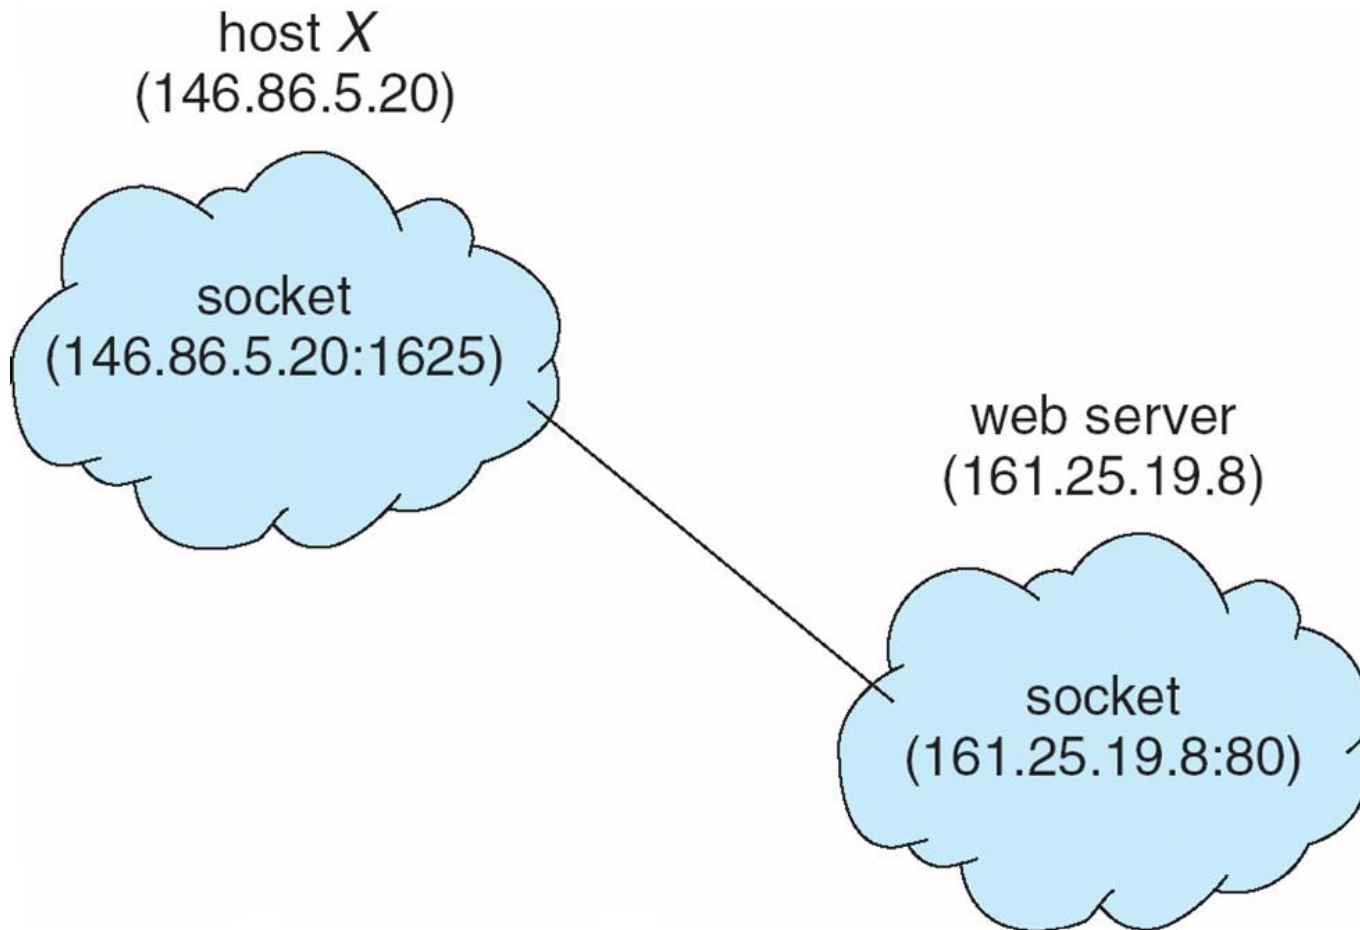 host X
(146.86.5.20)
socket
(146.86.5.20:1625)
web server
(161.25.19.8)
socket
(161.25.19.8:80)